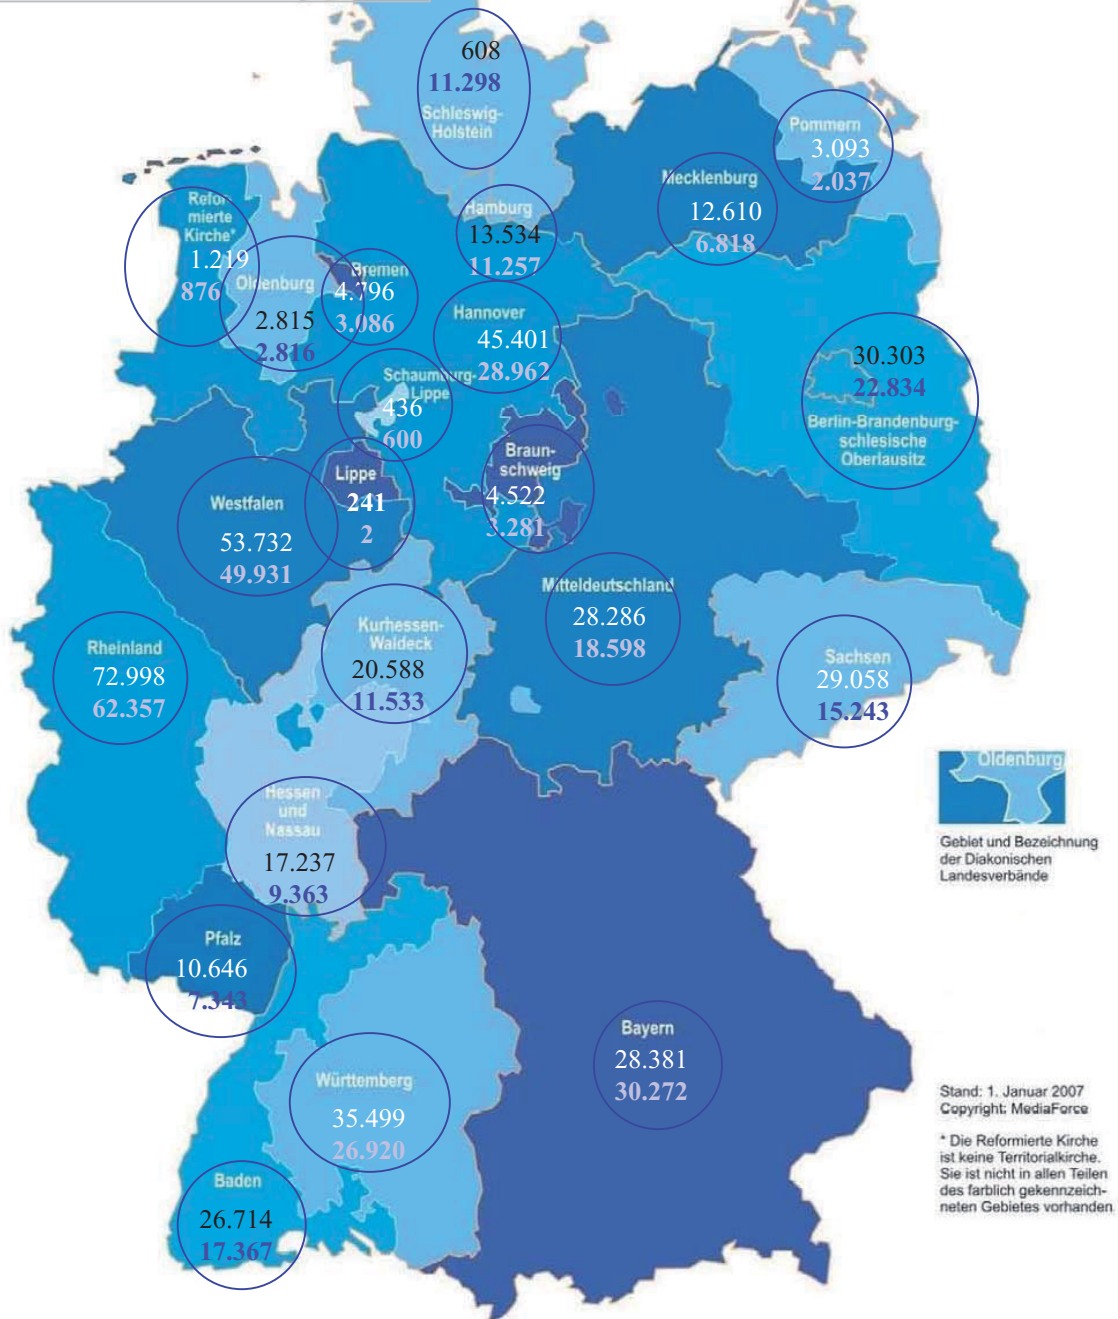 608
11.298
Schleswig-
Holstein
Pommern
3.093
2.037
Mecklenburg
12.610
6.818
Hamburg
13.534
11.257
Refor-
mierte
Kirche*
1.219
876
Oldenburg
2.815
2.816
Bremen
4.796
3.086
Hannover
45.401
28.962
30.303
22.834
Berlin-Brandenburg-
schlesische
Oberlausitz
Schaumburg-
Lippe
436
600
Braun-
schweig
4.522
3.281
Lippe
241
2
Westfalen
53.732
49.931
Mitteldeutschland
28.286
18.598
Kurhessen-
Waldeck
20.588
11.533
Rheinland
72.998
62.357
Sachsen
29.058
15.243
Hessen
und
Nassau
17.237
9.363
Oldenburg
Gebiet und Bezeichnung
der Diakonischen
Landesverbände
Pfalz
10.646
7.343
Bayern
28.381
30.272
Württemberg
35.499
26.920
Baden
26.714
17.367
Stand: 1. Januar 2007
Copyright: MediaForce
* Die Reformierte Kirche
ist keine Territorialkirche.
Sie ist nicht in allen Teilen
des farblich gekennzeich-
neten Gebietes vorhanden